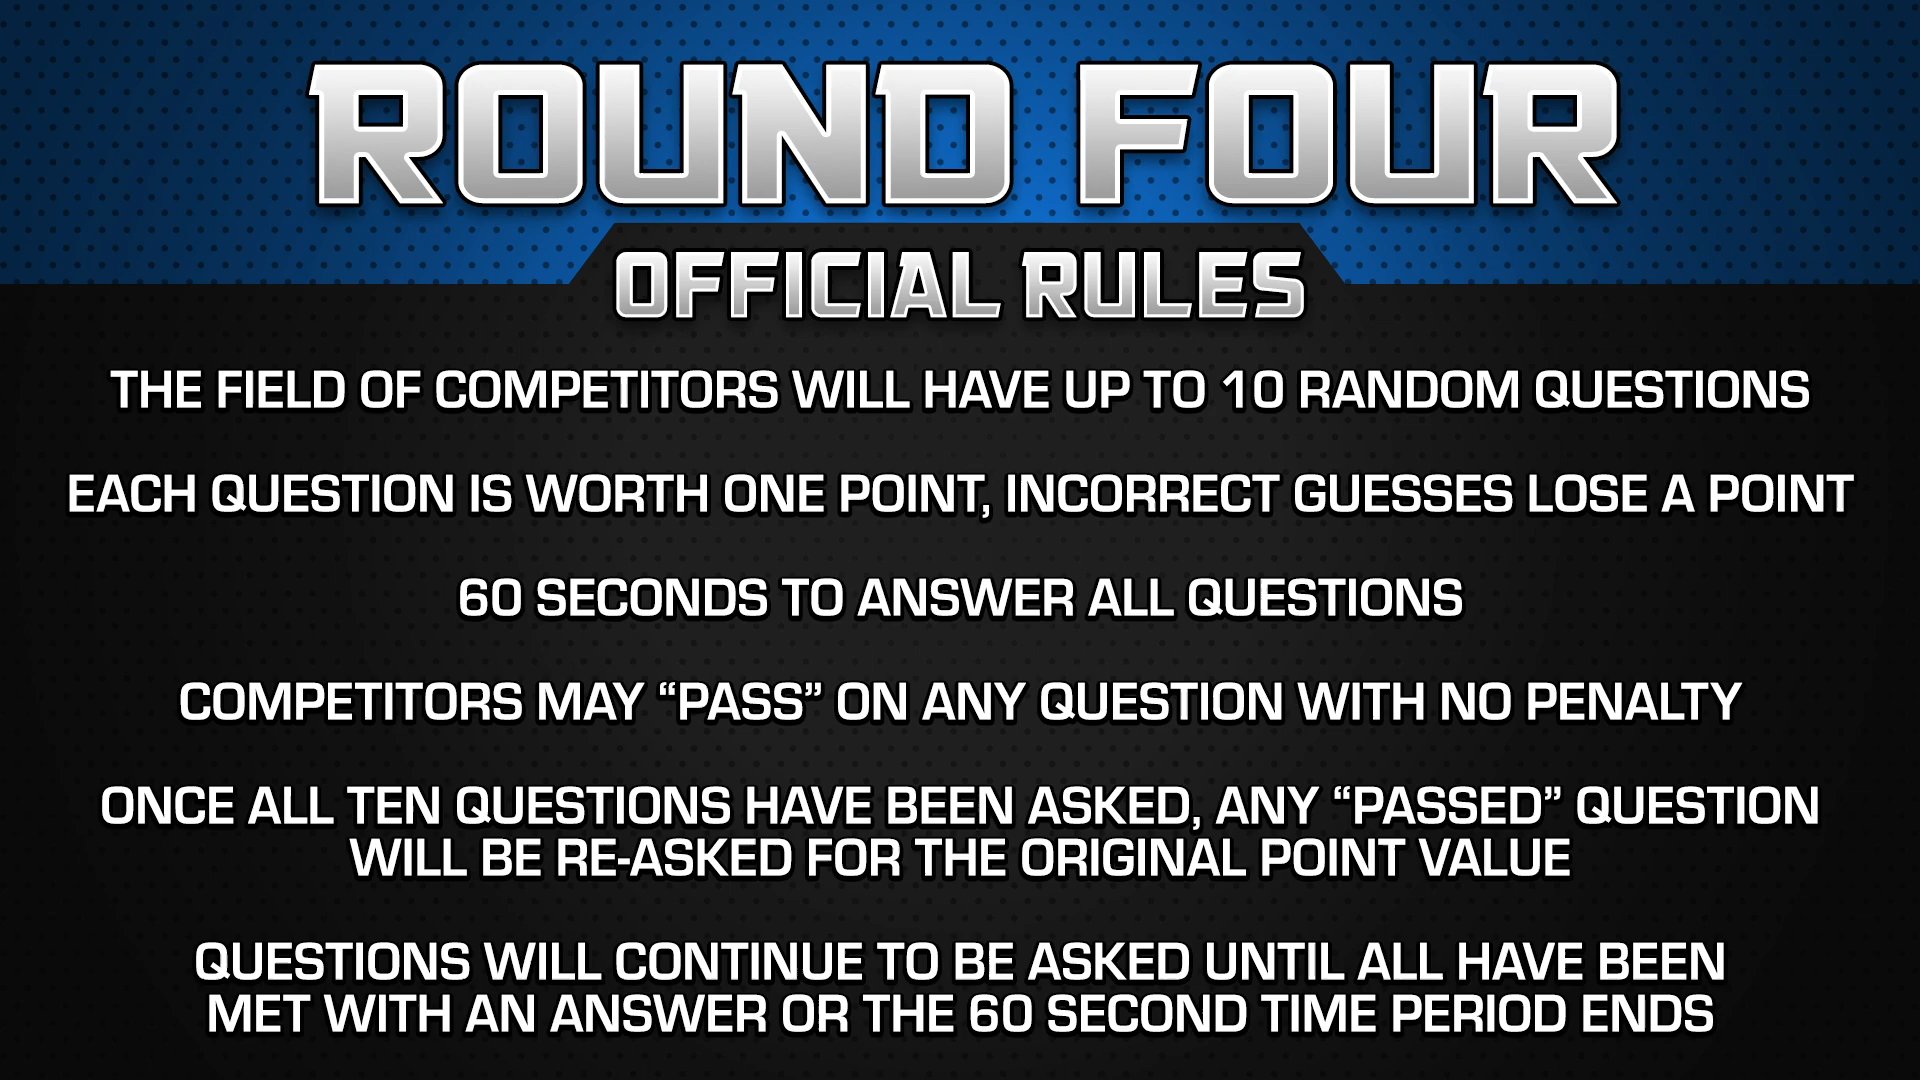 ROUND FOUR
OFFICIAL RULES
THE FIELD OF COMPETITORS WILL HAVE UP TO 10 RANDOM QUESTIONS
EACH QUESTION IS WORTH ONE POINT, INCORRECT GUESSES LOSE A POINT
60 SECONDS TO ANSWER ALL QUESTIONS
COMPETITORS MAY “PASS” ON ANY QUESTION WITH NO PENALTY
ONCE ALL TEN QUESTIONS HAVE BEEN ASKED, ANY “PASSED” QUESTION
WILL BE RE-ASKED FOR THE ORIGINAL POINT VALUE
QUESTIONS WILL CONTINUE TO BE ASKED UNTIL ALL HAVE BEEN
MET WITH AN ANSWER OR THE 60 SECOND TIME PERIOD ENDS